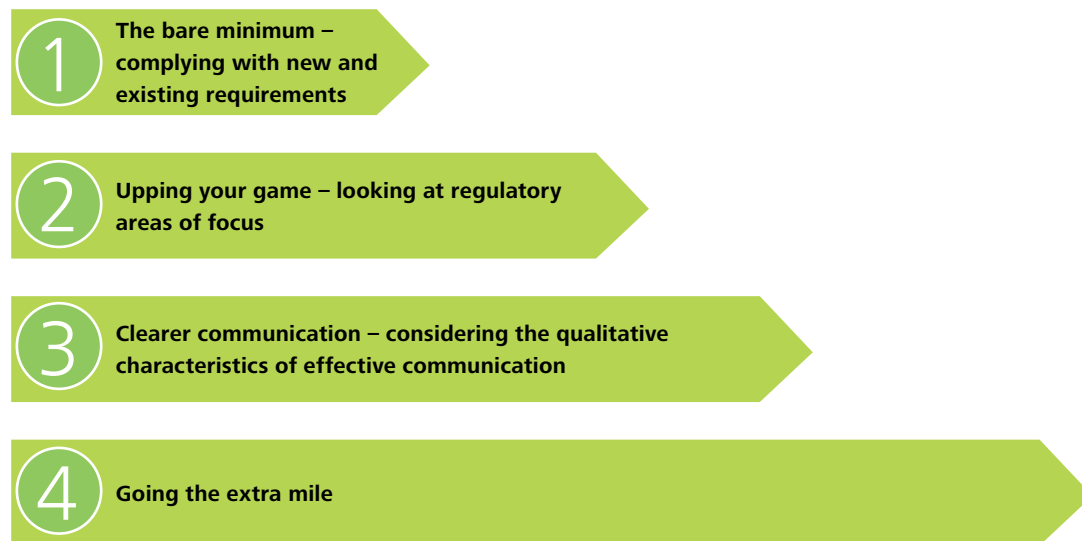 1
The bare minimum –
complying with new and
existing requirements
2
Upping your game – looking at regulatory
areas of focus
3
Clearer communication – considering the qualitative
characteristics of effective communication
4
Going the extra mile